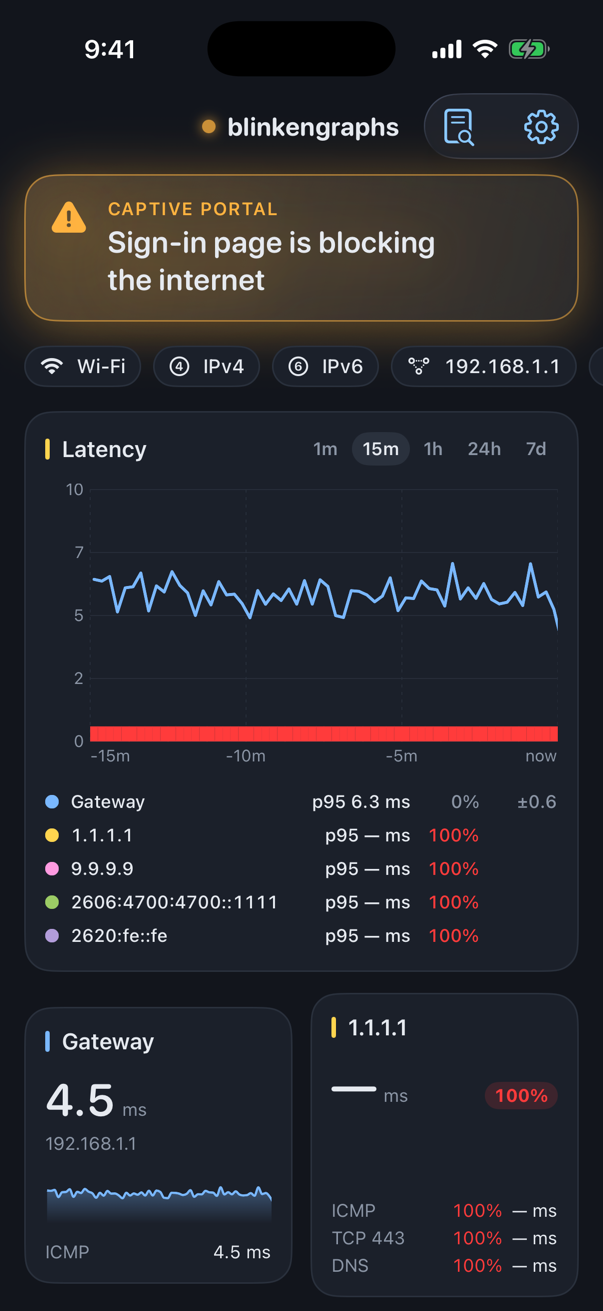 9:41
blinkengraphs
CAPTIVE PORTAL
Sign-in page is blocking
the internet
Wi-Fi
4 IPv4
6 IPv6
192.168.1.1
Latency 1m 15m 1h 24h 7d
10
7
5
2
0
-15m -10m -5m now
Gateway p95 6.3 ms 0% ±0.6
1.1.1.1 p95 — ms 100%
9.9.9.9 p95 — ms 100%
2606:4700:4700::1111 p95 — ms 100%
2620:fe::fe p95 — ms 100%
Gateway
4.5 ms
192.168.1.1
ICMP 4.5 ms
1.1.1.1
— ms 100%
ICMP 100% — ms
TCP 443 100% — ms
DNS 100% — ms